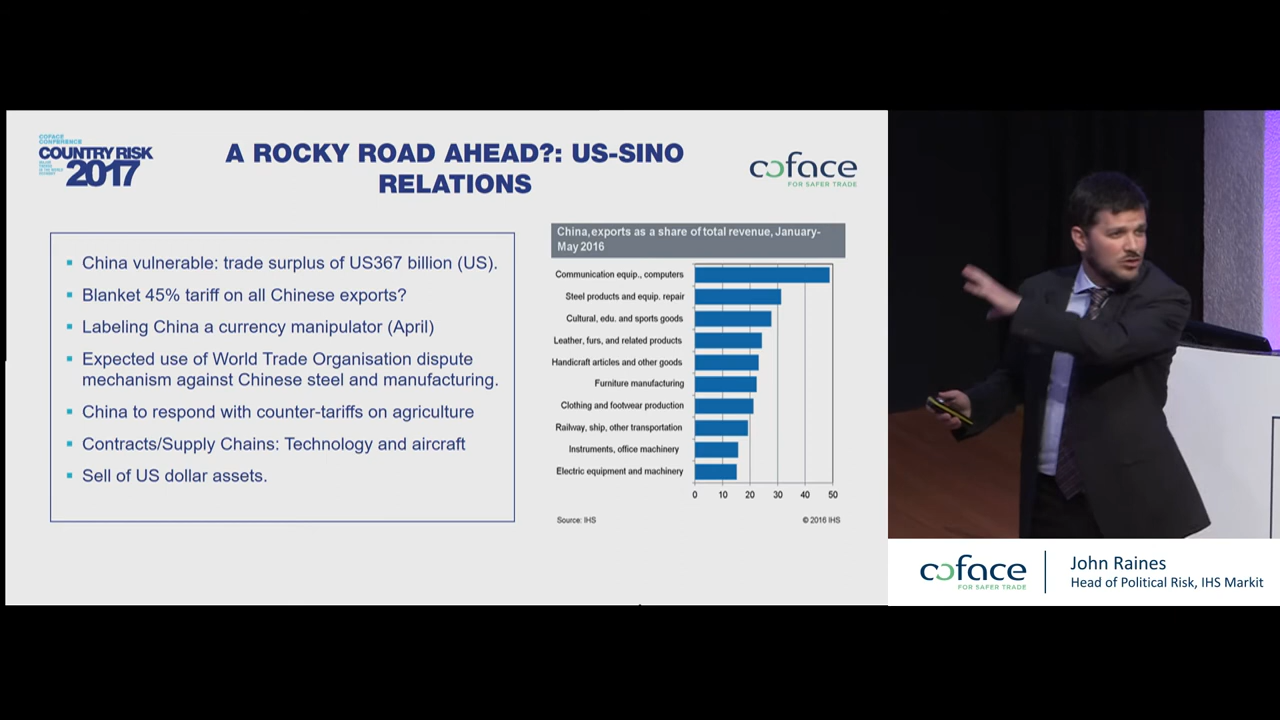 COFACE
CONFERENCE
COUNTRY RISK
2017
A ROCKY ROAD AHEAD?: US-SINO
RELATIONS
coface
FOR SAFER TRADE
China vulnerable: trade surplus of US367 billion (US).
Blanket 45% tariff on all Chinese exports?
Labeling China a currency manipulator (April)
Expected use of World Trade Organisation dispute
mechanism against Chinese steel and manufacturing.
China to respond with counter-tariffs on agriculture
Contracts/Supply Chains: Technology and aircraft
Sell of US dollar assets.
China,exports as a share of total revenue, January-
May 2016
Communication equip., computers
Steel products and equip. repair
Cultural, edu. and sports goods
Leather, furs, and related products
Handicraft articles and other goods
Furniture manufacturing
Clothing and footwear production
Railway, ship, other transportation
Instruments, office machinery
Electric equipment and machinery
0 10 20 30 40 50
Source: IHS © 2016 IHS
coface
FOR SAFER TRADE
John Raines
Head of Political Risk, IHS Markit